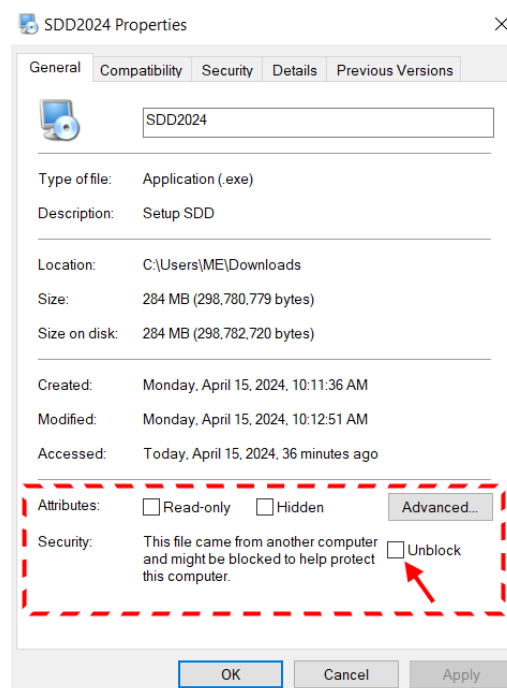 SDD2024 Properties
General Compatibility Security Details Previous Versions
SDD2024
Type of file: Application (.exe)
Description: Setup SDD
Location: C:\Users\ME\Downloads
Size: 284 MB (298,780,779 bytes)
Size on disk: 284 MB (298,782,720 bytes)
Created: Monday, April 15, 2024, 10:11:36 AM
Modified: Monday, April 15, 2024, 10:12:51 AM
Accessed: Today, April 15, 2024, 36 minutes ago
Attributes: Read-only Hidden Advanced...
Security: This file came from another computer
and might be blocked to help protect
this computer.
Unblock
OK Cancel Apply